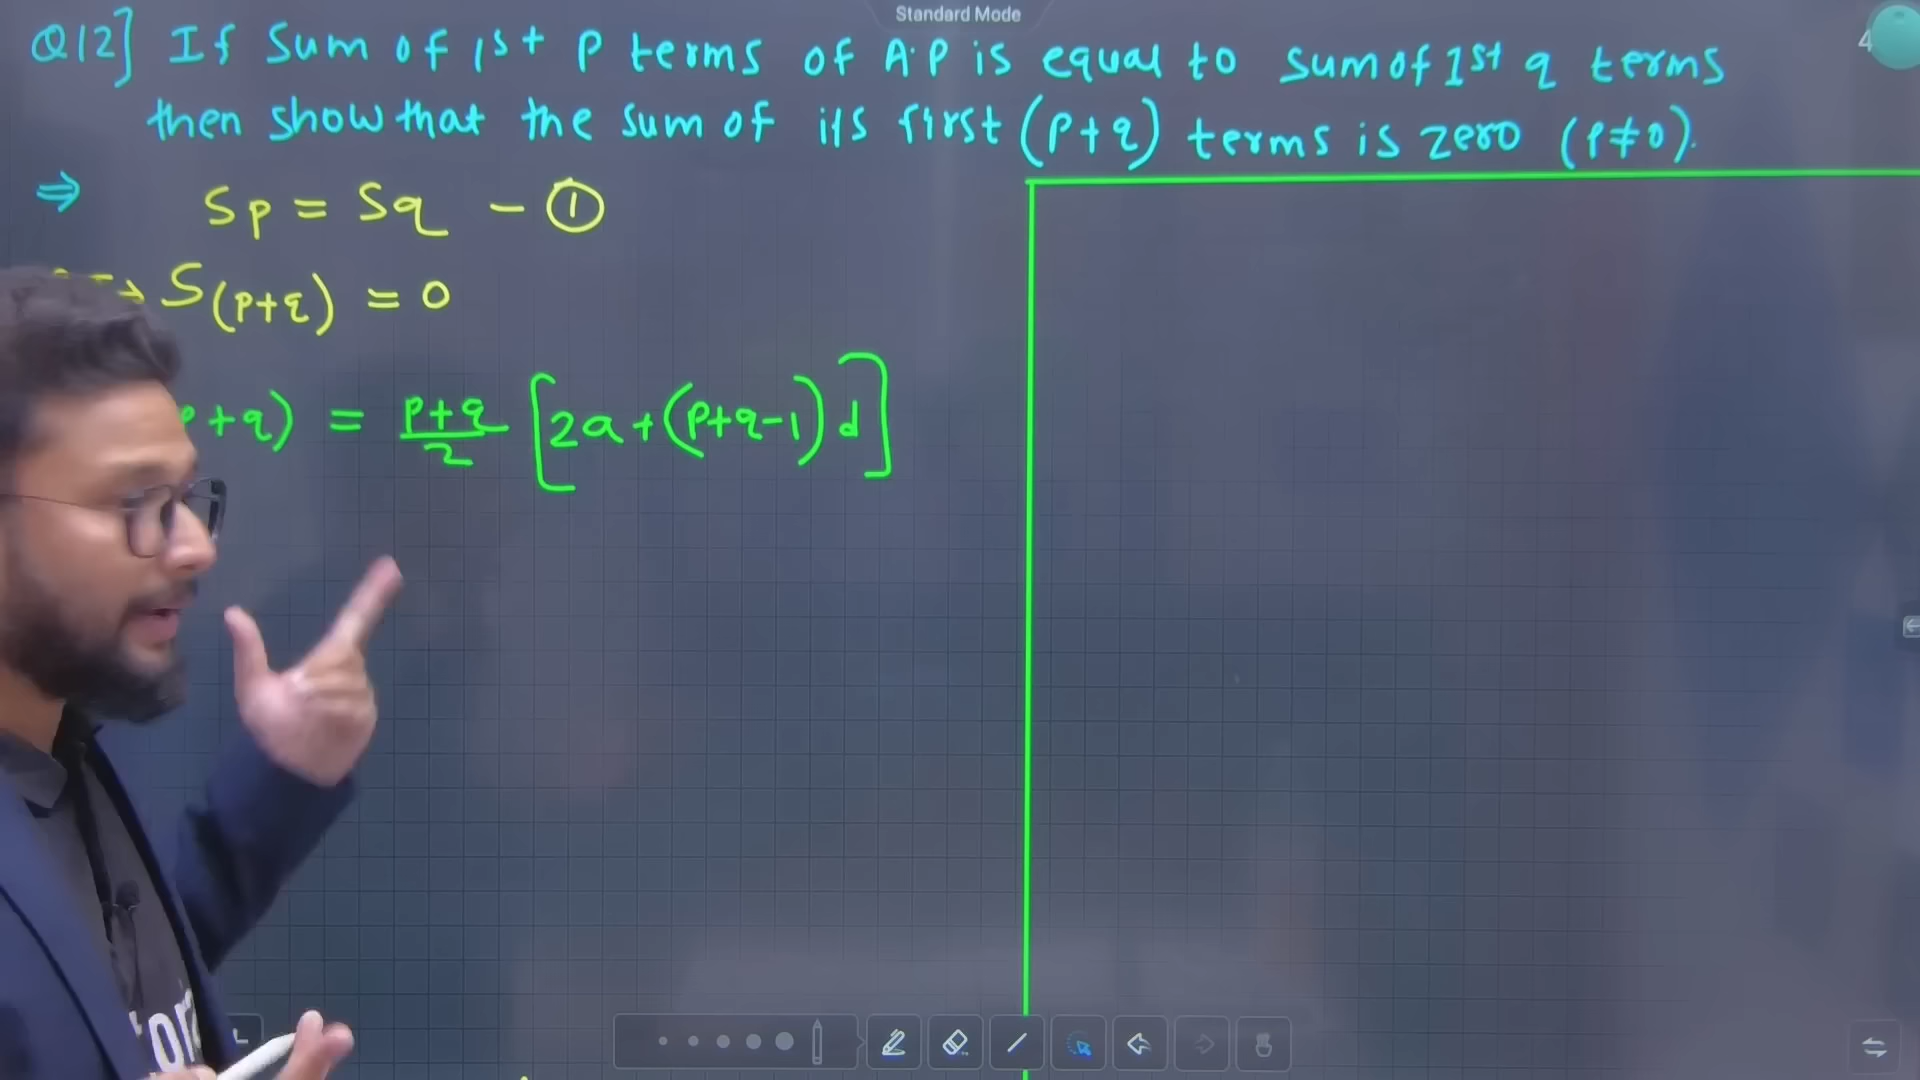 Standard Mode
4
Q12] If Sum of 1st P terms of A.P is equal to sum of 1st q terms
then show that the sum of its first (P+q) terms is zero (P≠0).
⇒ Sp = Sq - ①
→ S(p+q) = 0
p+q) = p+q/2 [2a+(p+q-1)d]